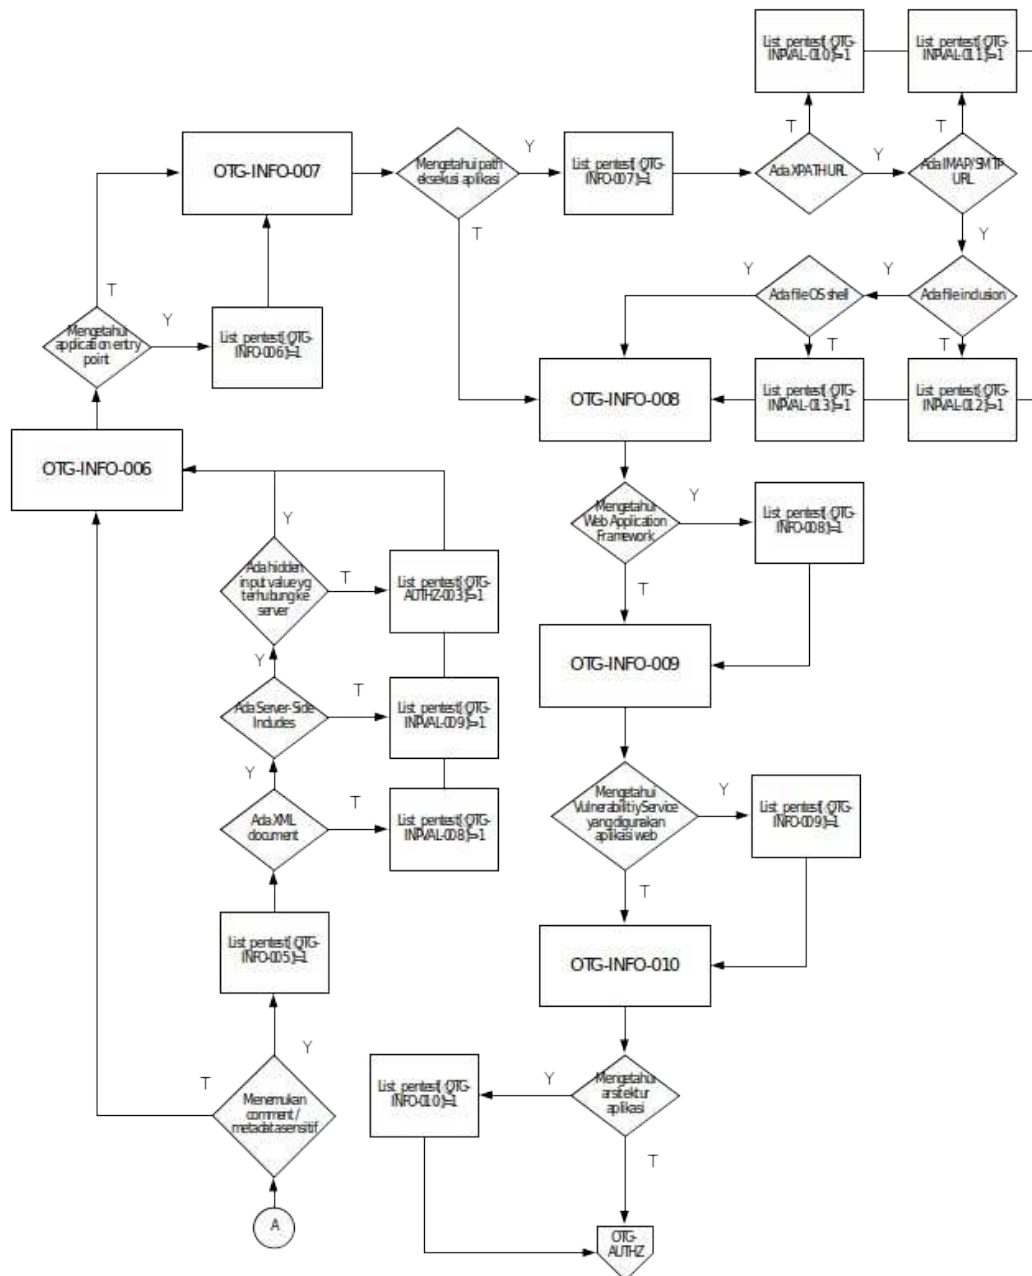 List_pentest[‘OTG-
INPVAL-010’]=1
List_pentest[‘OTG-
INPVAL-011’]=1
T
T
OTG-INFO-007
Mengetahui path
eksekusi aplikasi
Y
List_pentest[‘OTG-
INFO-007’]=1
Ada XPATH URL
Y
Ada IMAP/SMTP
URL
T
Y
T
Y
Y
Ada file OS shell
Ada file inclusion
Mengetahui
application entry
point
Y
List_pentest[‘OTG-
INFO-006’]=1
T
T
OTG-INFO-008
List_pentest[‘OTG-
INPVAL-013’]=1
List_pentest[‘OTG-
INPVAL-012’]=1
OTG-INFO-006
Mengetahui
Web Application
Framework
Y
List_pentest[‘OTG-
INFO-008’]=1
Y
Ada hidden
input value yg
terhubung ke
server
T
List_pentest[‘OTG-
AUTHZ-003’]=1
T
OTG-INFO-009
Y
Ada Server-Side
Includes
T
List_pentest[‘OTG-
INPVAL-009’]=1
Y
Ada XML
document
T
List_pentest[‘OTG-
INPVAL-008’]=1
Mengetahui
Vulnerabilitiy Service
yang digunakan
aplikasi web
Y
List_pentest[‘OTG-
INFO-009’]=1
T
List_pentest[‘OTG-
INFO-005’]=1
OTG-INFO-010
Y
T
Menemukan
comment /
metadata sensitif
List_pentest[‘OTG-
INFO-010’]=1
Y
Mengetahui
arsitektur
aplikasi
T
A
OTG-
AUTHZ